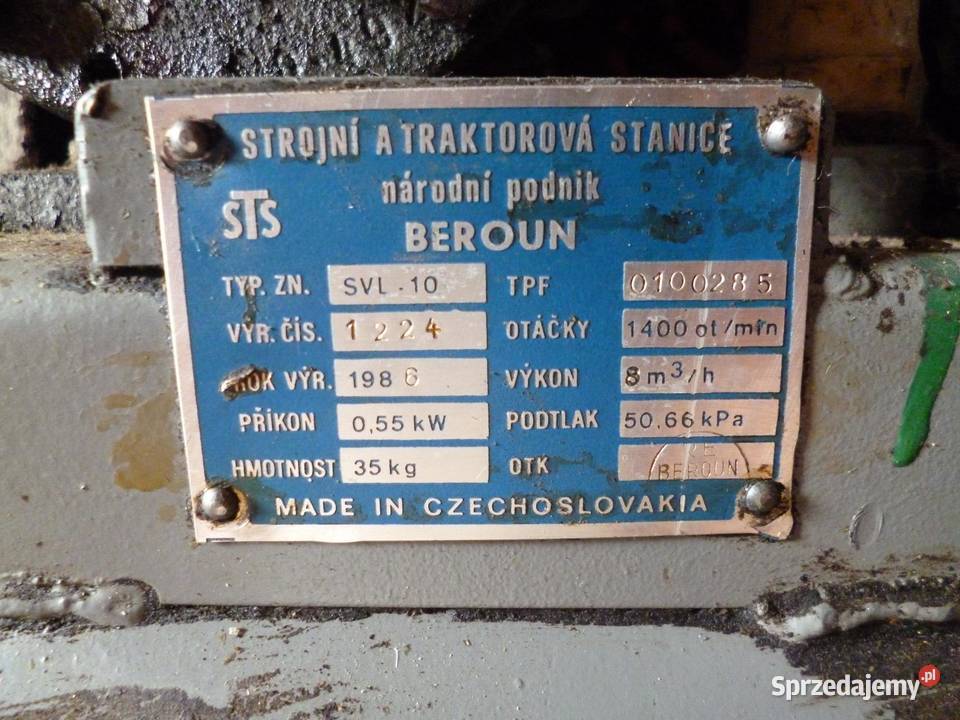 STROJNÍ A TRAKTOROVÁ STANICE
národní podnik
STS
BEROUN
TYP. ZN. SVL-10 TPF 0100285
VÝR. ČÍS. 1224 OTÁČKY 1400 ot/min
ROK VÝR. 1986 VÝKON 8 m³/h
PŘÍKON 0,55 kW PODTLAK 50,66 kPa
HMOTNOST 35 kg OTK BEROUN
MADE IN CZECHOSLOVAKIA
Sprzedajemy.pl